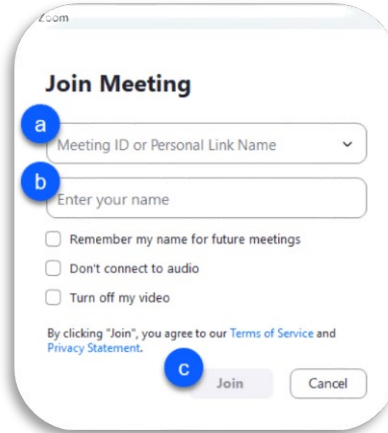 Zoom
Join Meeting
a
Meeting ID or Personal Link Name
b
Enter your name
Remember my name for future meetings
Don't connect to audio
Turn off my video
By clicking "Join", you agree to our Terms of Service and
Privacy Statement.
c
Join Cancel